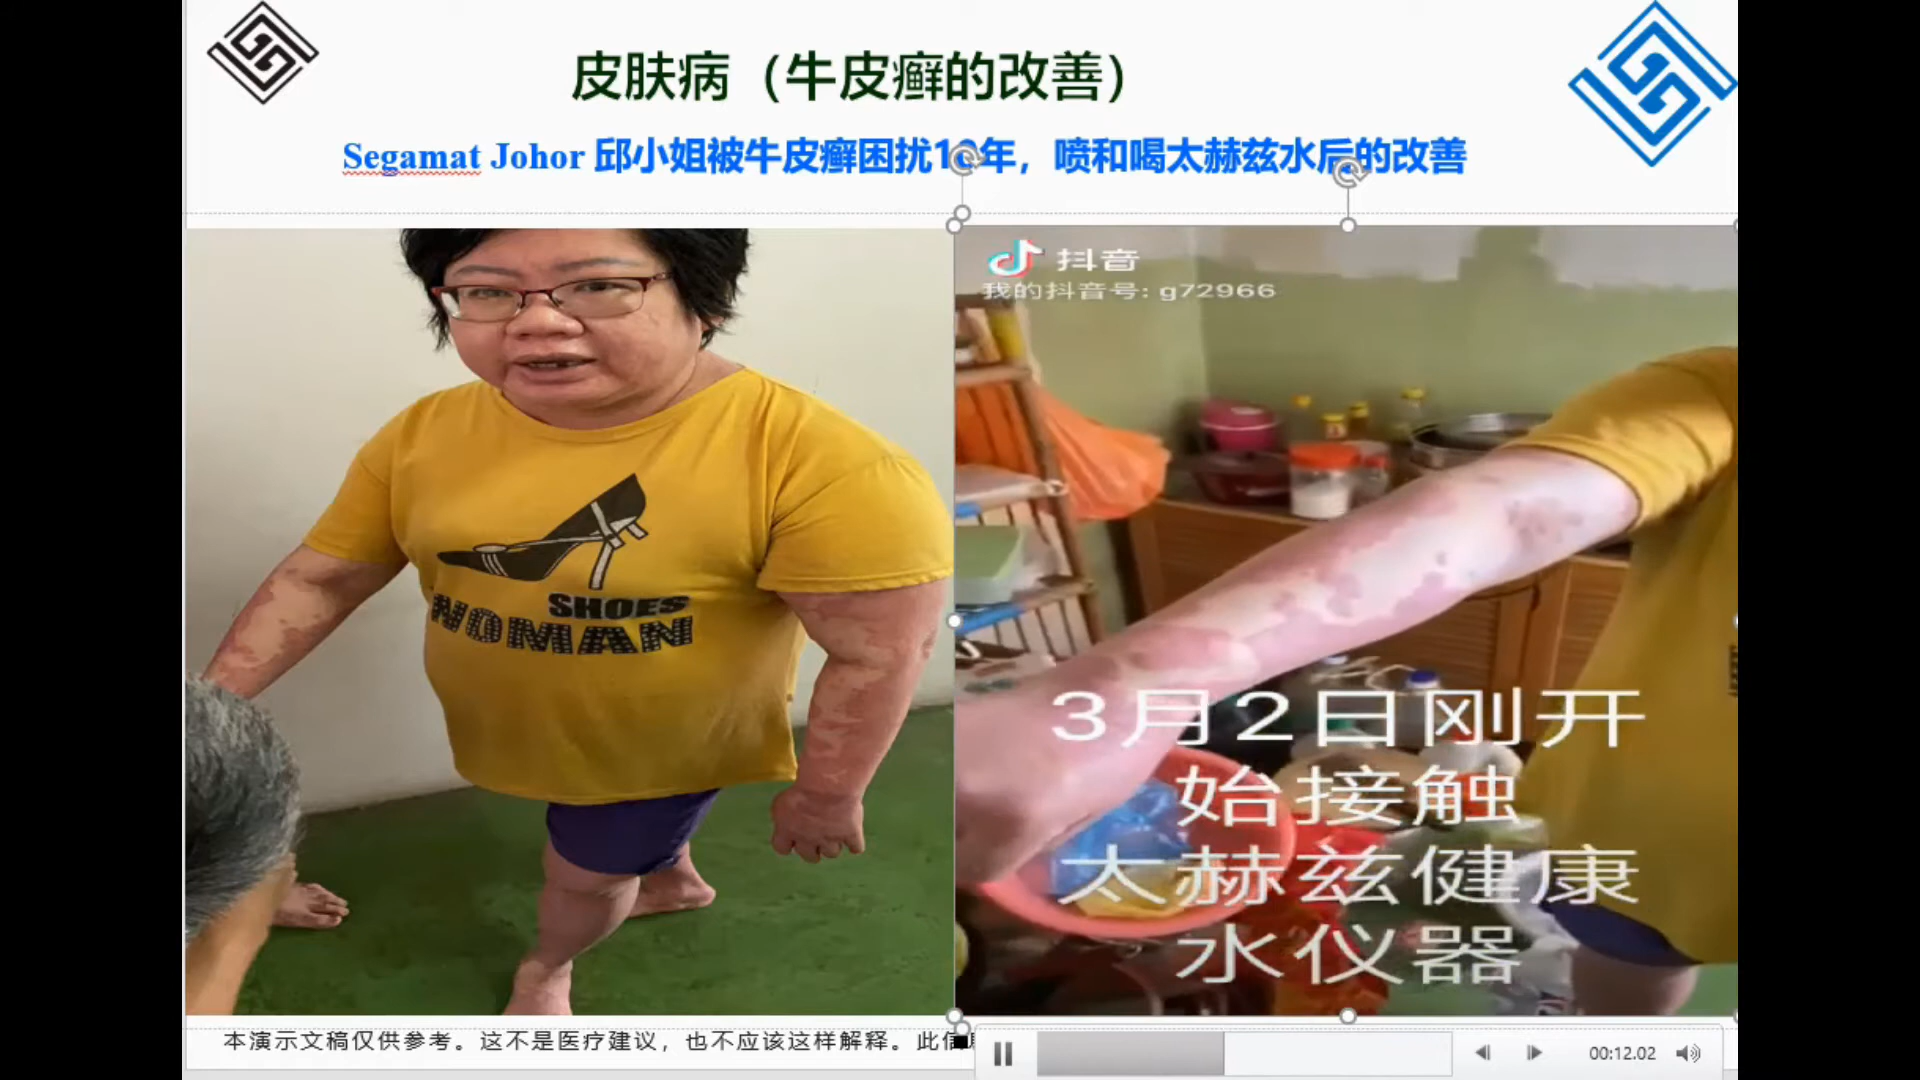 皮肤病（牛皮癣的改善）
Segamat Johor 邱小姐被牛皮癣困扰10年，喷和喝太赫兹水后的改善
抖音
我的抖音号: g72966
SHOES
WOMAN
3月2日刚开
始接触
太赫兹健康
水仪器
本演示文稿仅供参考。这不是医疗建议，也不应该这样解释。此信
00:12.02